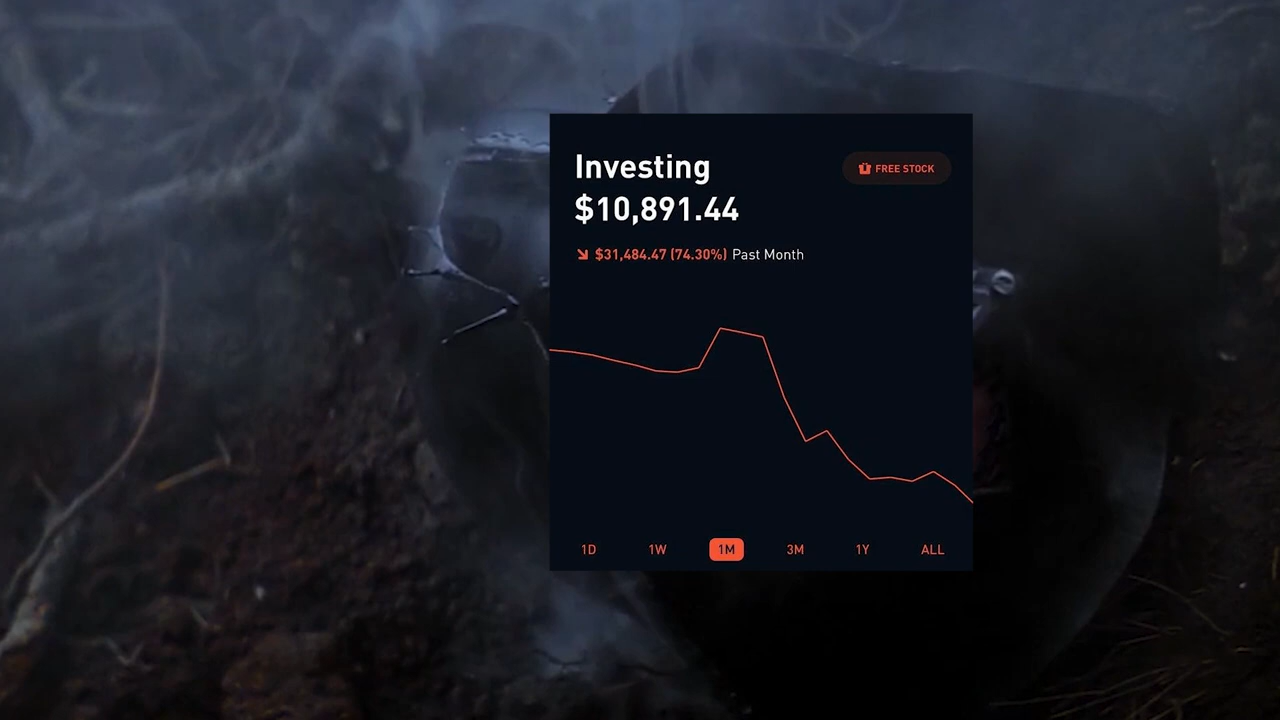 Investing
FREE STOCK
$10,891.44
$31,484.47 (74.30%) Past Month
1D 1W 1M 3M 1Y ALL